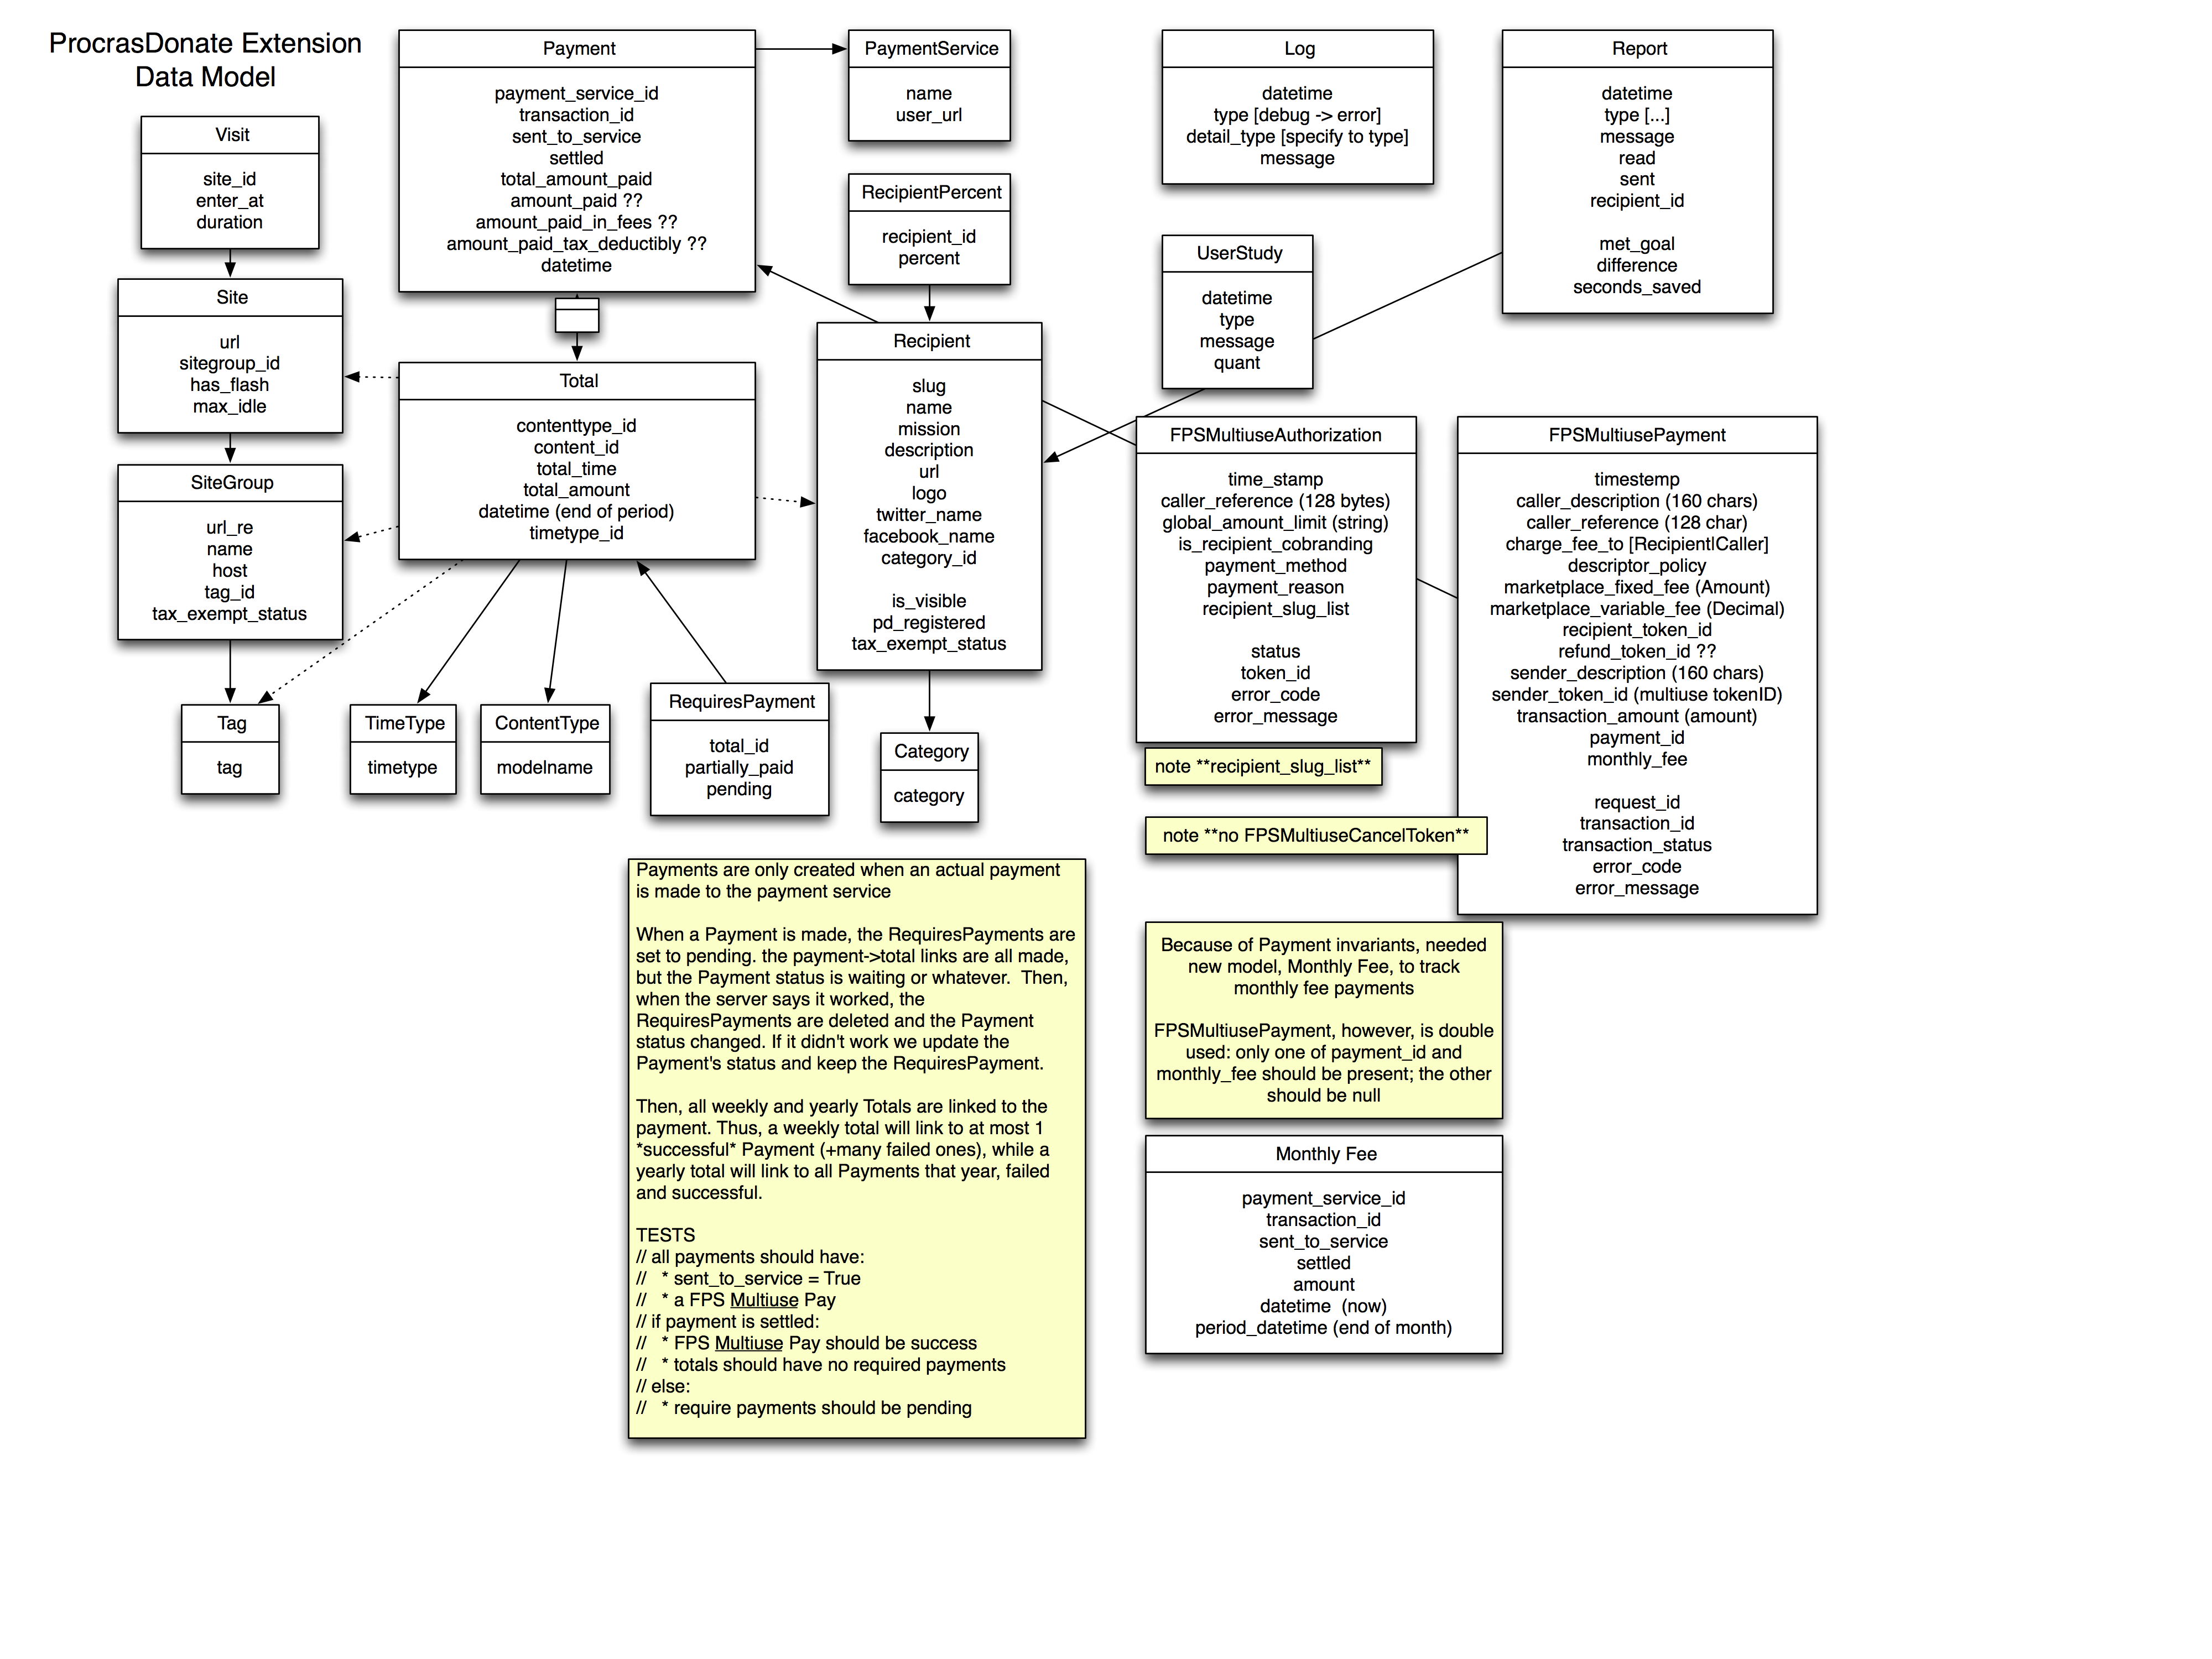 ProcrasDonate Extension
Data Model
Visit
site_id
enter_at
duration
Site
url
sitegroup_id
has_flash
max_idle
SiteGroup
url_re
name
host
tag_id
tax_exempt_status
Tag
tag
Payment
payment_service_id
transaction_id
sent_to_service
settled
total_amount_paid
amount_paid ??
amount_paid_in_fees ??
amount_paid_tax_deductibly ??
datetime
Total
contenttype_id
content_id
total_time
total_amount
datetime (end of period)
timetype_id
TimeType
timetype
ContentType
modelname
RequiresPayment
total_id
partially_paid
pending
PaymentService
name
user_url
RecipientPercent
recipient_id
percent
Recipient
slug
name
mission
description
url
logo
twitter_name
facebook_name
category_id
is_visible
pd_registered
tax_exempt_status
Category
category
Log
datetime
type [debug -> error]
detail_type [specify to type]
message
UserStudy
datetime
type
message
quant
Report
datetime
type [...]
message
read
sent
recipient_id
met_goal
difference
seconds_saved
FPSMultiuseAuthorization
time_stamp
caller_reference (128 bytes)
global_amount_limit (string)
is_recipient_cobranding
payment_method
payment_reason
recipient_slug_list
status
token_id
error_code
error_message
note **recipient_slug_list**
note **no FPSMultiuseCancelToken**
FPSMultiusePayment
timestemp
caller_description (160 chars)
caller_reference (128 char)
charge_fee_to [Recipient|Caller]
descriptor_policy
marketplace_fixed_fee (Amount)
marketplace_variable_fee (Decimal)
recipient_token_id
refund_token_id ??
sender_description (160 chars)
sender_token_id (multiuse tokenID)
transaction_amount (amount)
payment_id
monthly_fee
request_id
transaction_id
transaction_status
error_code
error_message
Payments are only created when an actual payment
is made to the payment service
When a Payment is made, the RequiresPayments are
set to pending. the payment->total links are all made,
but the Payment status is waiting or whatever.  Then,
when the server says it worked, the
RequiresPayments are deleted and the Payment
status changed. If it didn't work we update the
Payment's status and keep the RequiresPayment.
Then, all weekly and yearly Totals are linked to the
payment. Thus, a weekly total will link to at most 1
*successful* Payment (+many failed ones), while a
yearly total will link to all Payments that year, failed
and successful.
TESTS
// all payments should have:
//   * sent_to_service = True
//   * a FPS Multiuse Pay
// if payment is settled:
//   * FPS Multiuse Pay should be success
//   * totals should have no required payments
// else:
//   * require payments should be pending
Because of Payment invariants, needed
new model, Monthly Fee, to track
monthly fee payments
FPSMultiusePayment, however, is double
used: only one of payment_id and
monthly_fee should be present; the other
should be null
Monthly Fee
payment_service_id
transaction_id
sent_to_service
settled
amount
datetime  (now)
period_datetime (end of month)